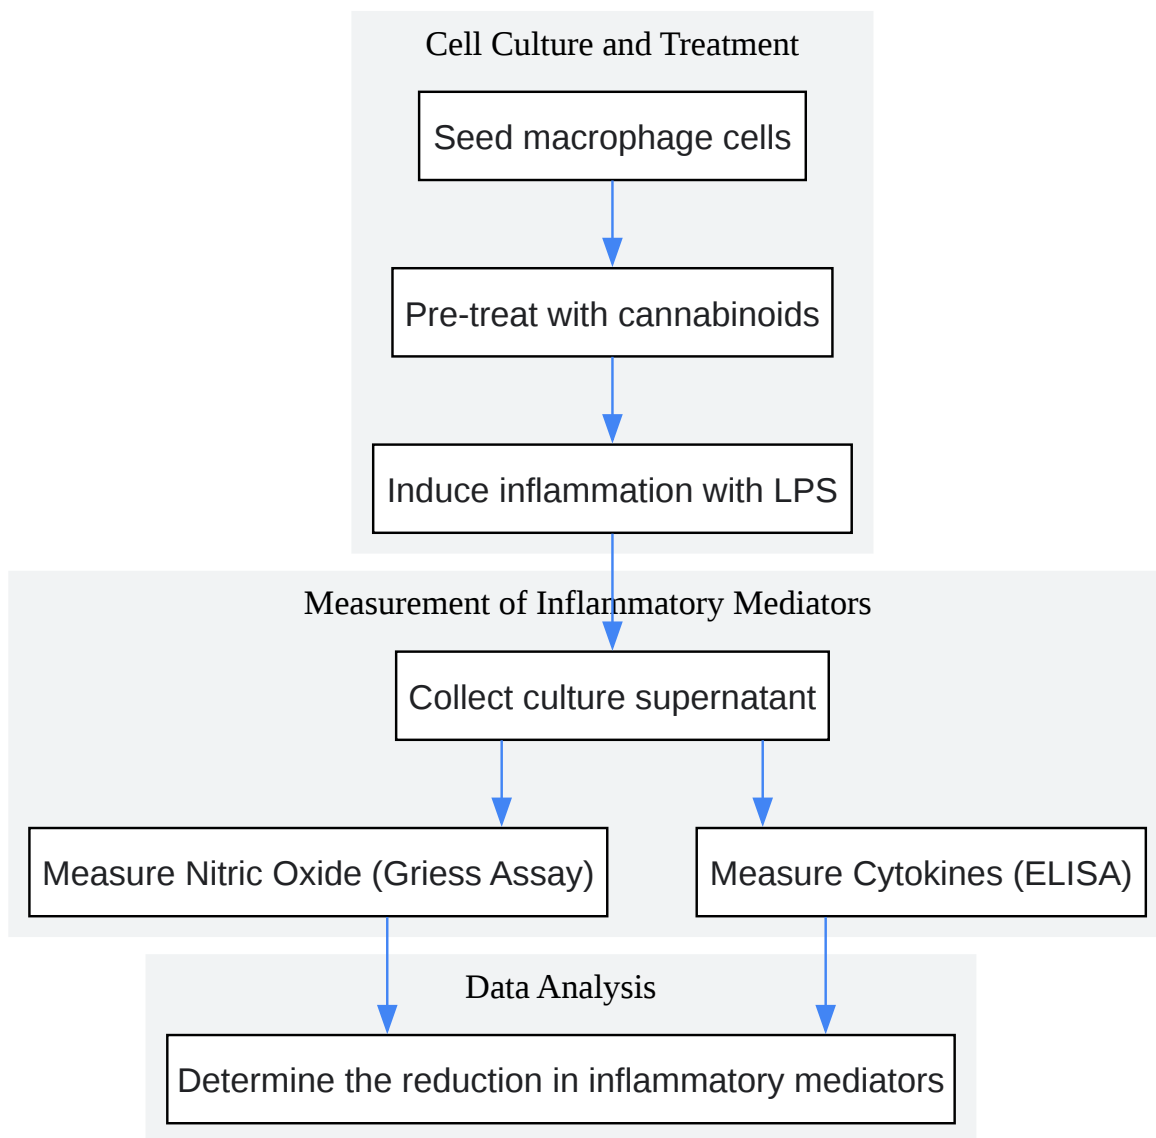 Cell Culture and Treatment
Seed macrophage cells
Pre-treat with cannabinoids
Induce inflammation with LPS
Measurement of Inflammatory Mediators
Collect culture supernatant
Measure Nitric Oxide (Griess Assay)
Measure Cytokines (ELISA)
Data Analysis
Determine the reduction in inflammatory mediators